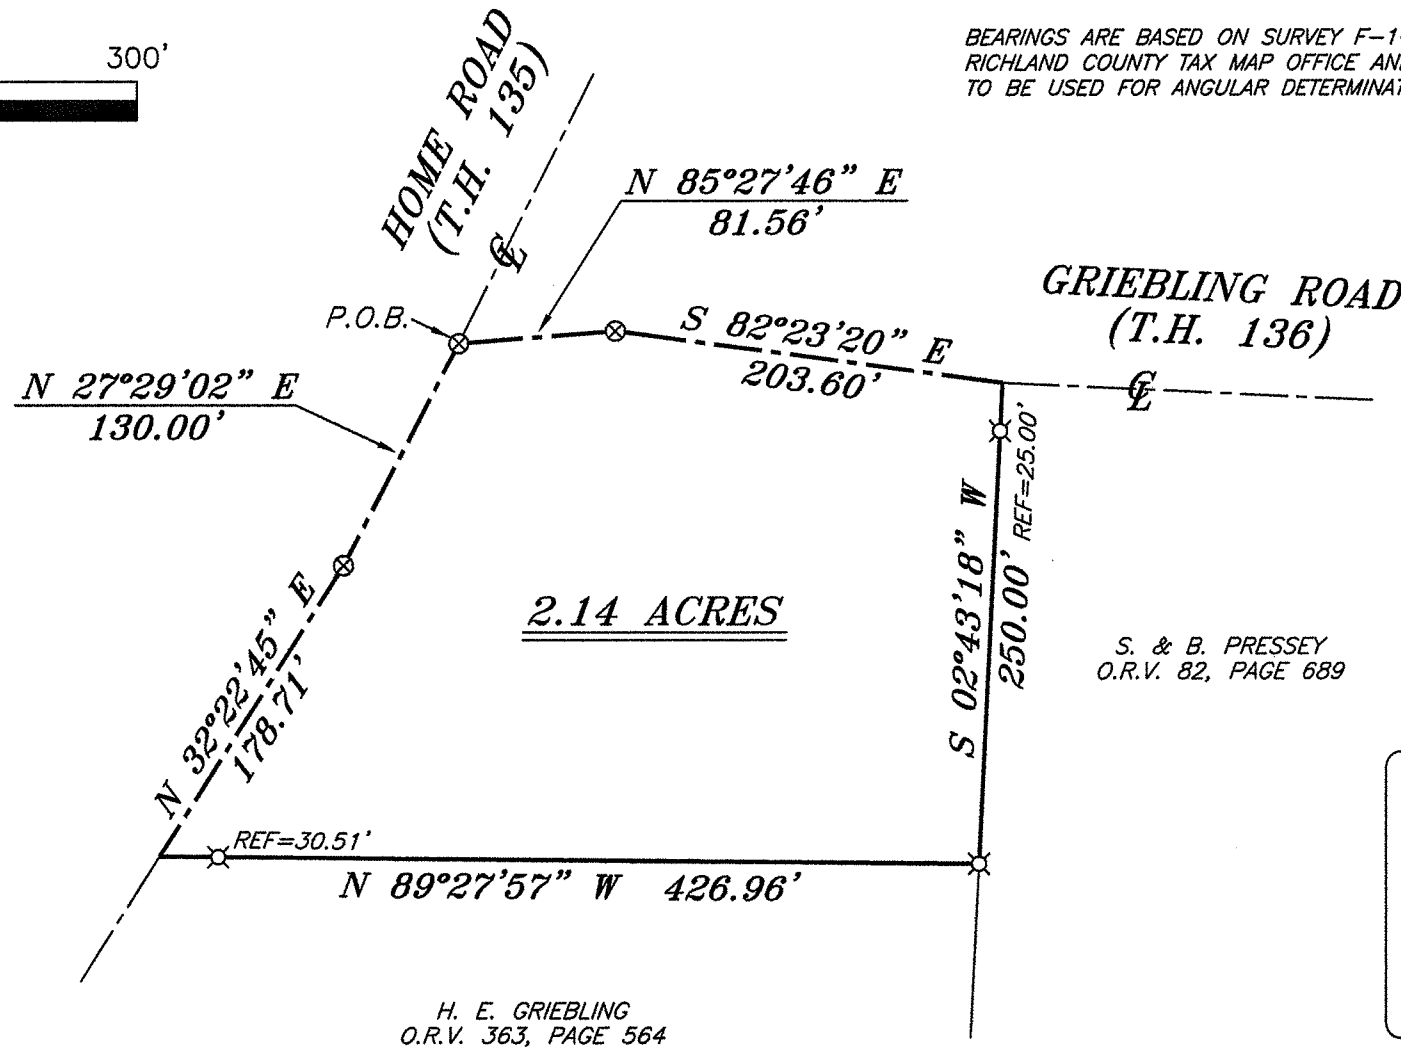 300'
BEARINGS ARE BASED ON SURVEY
RICHLAND COUNTY TAX MAP OFFICE
TO BE USED FOR ANGULAR
HOME ROAD
(T.H. 135)
℄
N 85°27'46" E
81.56'
GRIEBLING ROAD
(T.H. 136)
℄
P.O.B.
S 82°23'20" E
203.60'
N 27°29'02" E
130.00'
REF=25.00'
S 02°43'18" W
250.00'
2.14 ACRES
S. & B. PRESSEY
O.R.V. 82, PAGE 689
N 32°22'45" E
178.71'
REF=30.51'
N 89°27'57" W 426.96'
H. E. GRIEBLING
O.R.V. 363, PAGE 564